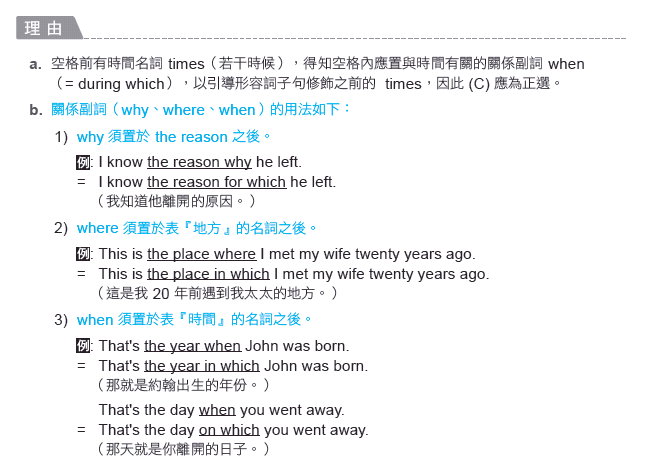 理由
a. 空格前有時間名詞 times（若干時候），得知空格內應置與時間有關的關係副詞 when
（= during which），以引導形容詞子句修飾之前的 times，因此 (C) 應為正選。
b. 關係副詞（why、where、when）的用法如下：
1) why 須置於 the reason 之後。
例: I know the reason why he left.
= I know the reason for which he left.
（我知道他離開的原因。）
2) where 須置於表『地方』的名詞之後。
例: This is the place where I met my wife twenty years ago.
= This is the place in which I met my wife twenty years ago.
（這是我 20 年前遇到我太太的地方。）
3) when 須置於表『時間』的名詞之後。
例: That's the year when John was born.
= That's the year in which John was born.
（那就是約翰出生的年份。）
That's the day when you went away.
= That's the day on which you went away.
（那天就是你離開的日子。）